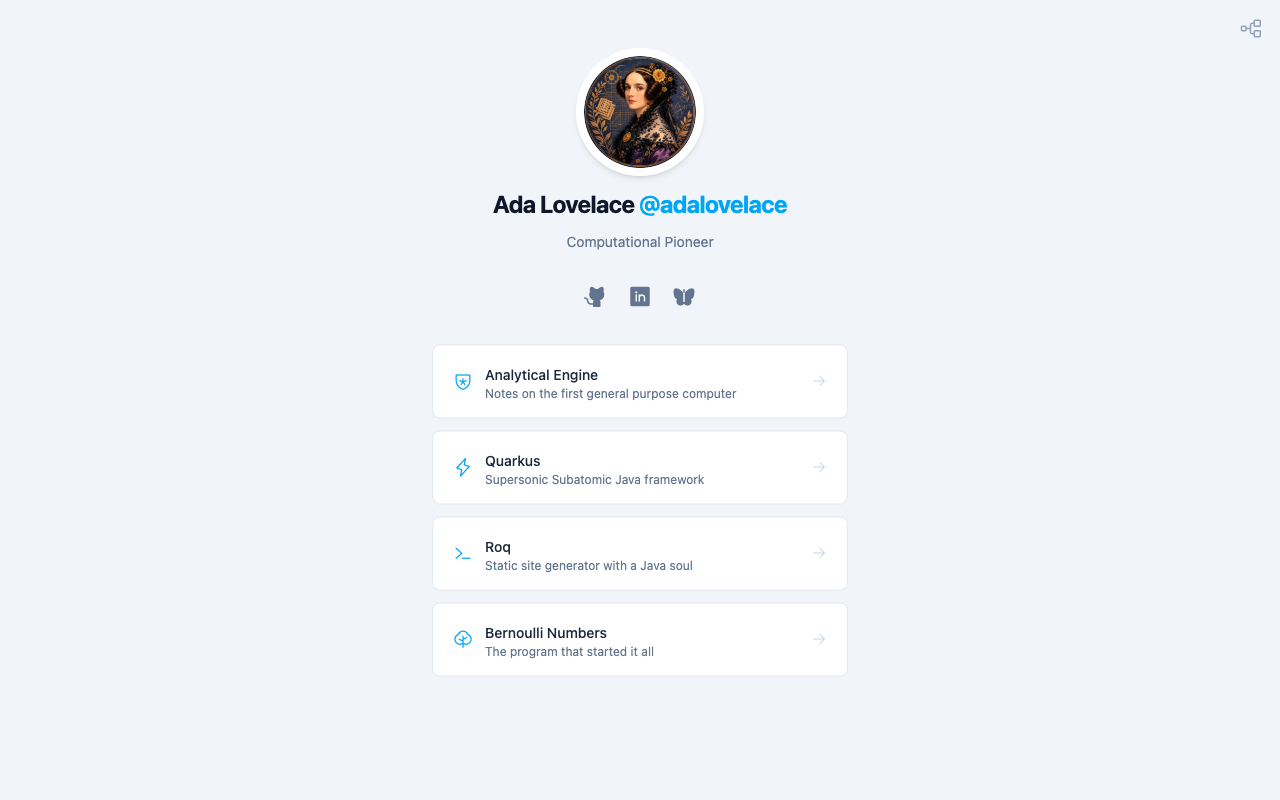 Ada Lovelace @adalovelace
Computational Pioneer
Analytical Engine
Notes on the first general purpose computer
Quarkus
Supersonic Subatomic Java framework
Roq
Static site generator with a Java soul
Bernoulli Numbers
The program that started it all